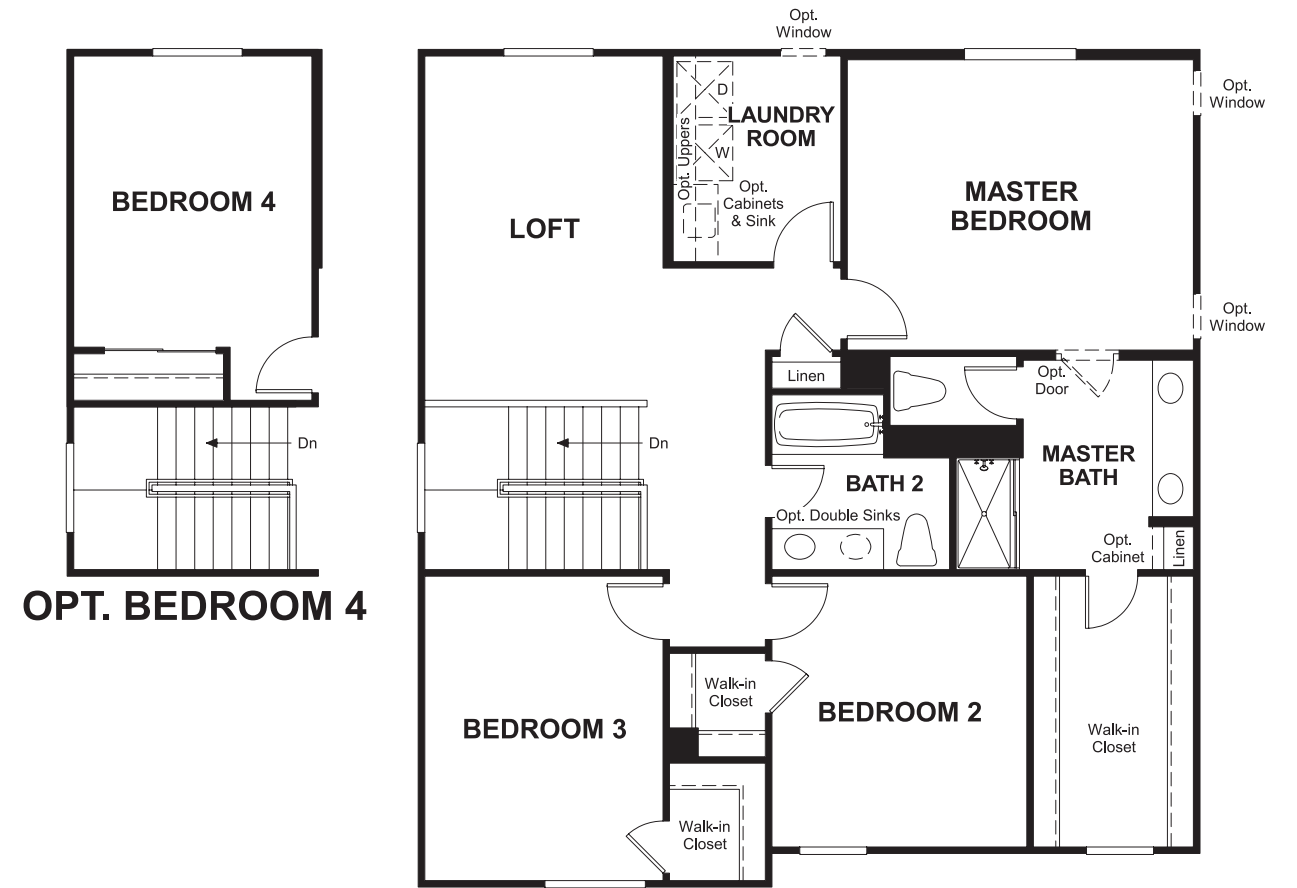 BEDROOM 4
Dn
OPT. BEDROOM 4
Opt.
Window
D
W
Opt. Uppers
LAUNDRY
ROOM
Opt.
Cabinets
& Sink
LOFT
MASTER
BEDROOM
Opt.
Window
Opt.
Window
Linen
Opt.
Door
Dn
MASTER
BATH
BATH 2
Opt. Double Sinks
Opt.
Cabinet
Linen
Walk-in
Closet
BEDROOM 3
BEDROOM 2
Walk-in
Closet
Walk-in
Closet